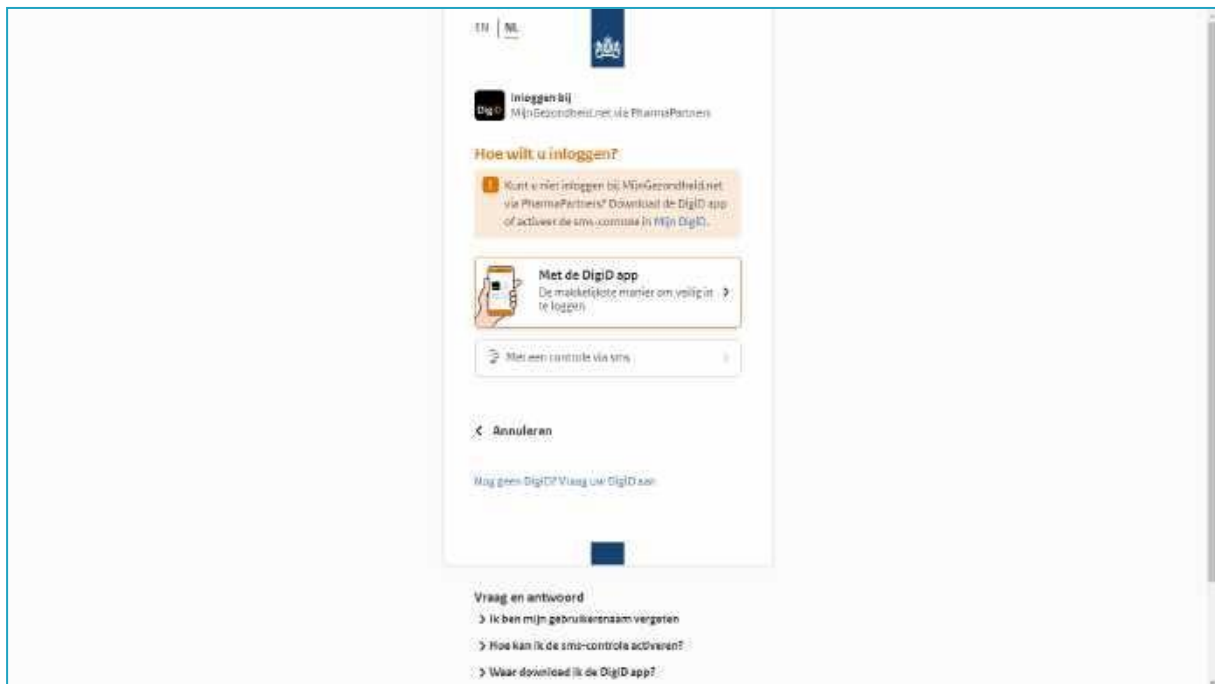 EN | NL
DigiD
Inloggen bij
MijnGezondheid.net via PharmaPartners
Hoe wilt u inloggen?
! Kunt u niet inloggen bij MijnGezondheid.net
via PharmaPartners? Download de DigiD app
of activeer de sms-controle in Mijn DigiD.
Met de DigiD app
De makkelijkste manier om veilig in
te loggen
Met een controle via sms
Annuleren
Nog geen DigiD? Vraag uw DigiD aan
Vraag en antwoord
Ik ben mijn gebruikersnaam vergeten
Hoe kan ik de sms-controle activeren?
Waar download ik de DigiD app?